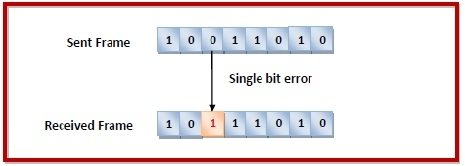 Sent Frame 1 0 0 1 1 0 1 0
Single bit error
Received Frame 1 0 1 1 1 0 1 0